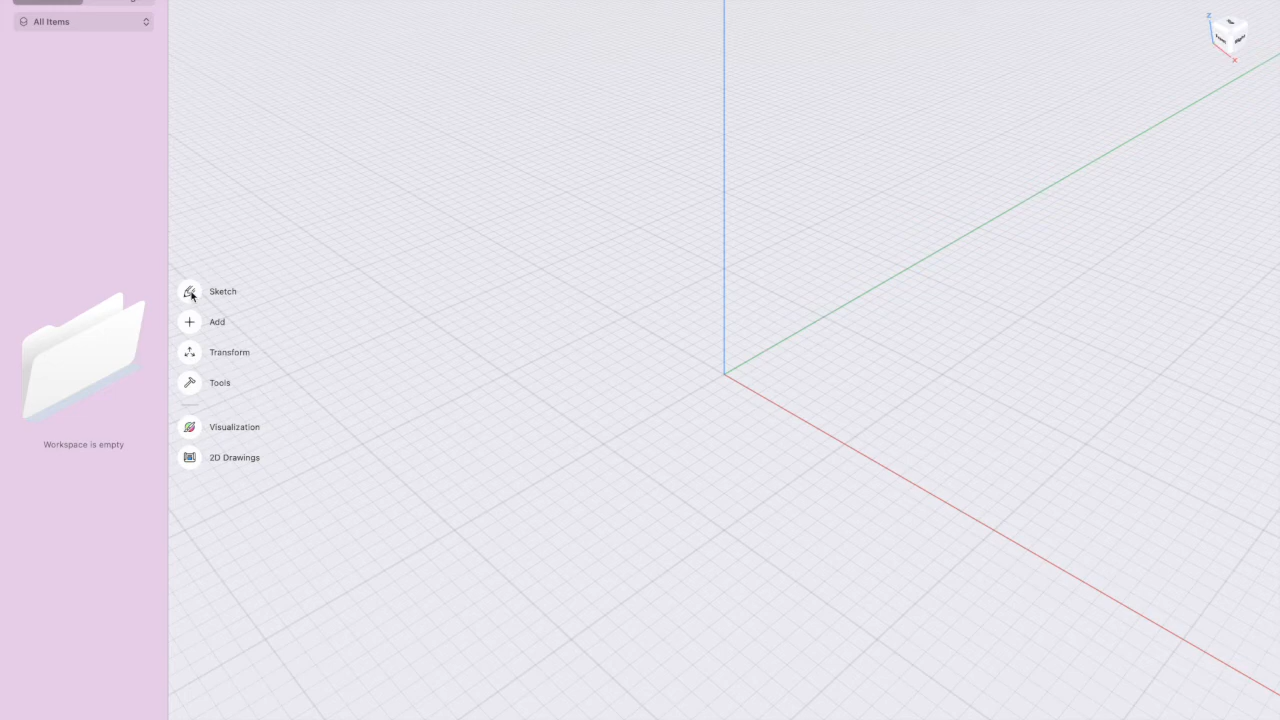 All Items
Z
X
Sketch
Add
Transform
Tools
Workspace is empty
Visualization
2D Drawings